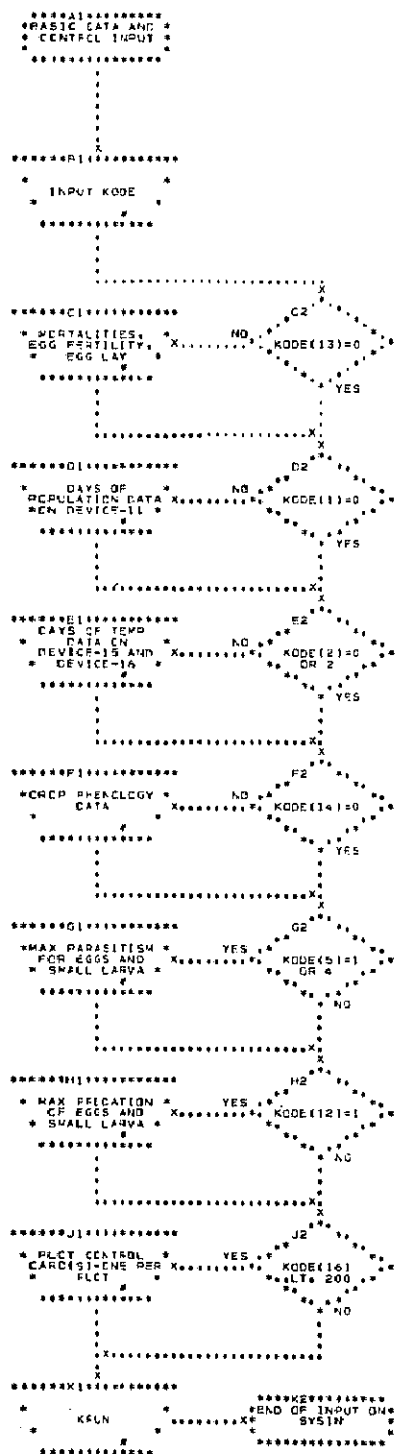 A1
BASIC DATA AND
CONTROL INPUT
B1
INPUT KODE
C1
MORTALITIES,
EGG FERTILITY,
EGG LAY
NO
C2
KODE(13)=0
YES
D1
DAYS OF
POPULATION DATA
ON DEVICE-11
NO
D2
KODE(1)=0
YES
E1
DAYS OF TEMP
DATA ON
DEVICE-15 AND
DEVICE-16
NO
E2
KODE(2)=0
OR 2
YES
F1
CROP PHENLOGY
DATA
NO
F2
KODE(14)=0
YES
G1
MAX PARASITISM
FOR EGGS AND
SMALL LARVA
YES
G2
KODE(5)=1
OR 4
NO
H1
MAX PREDATION
OF EGGS AND
SMALL LARVA
YES
H2
KODE(12)=1
NO
J1
PLOT CONTROL
CARD(S)-ONE PER
PLOT
YES
J2
KODE(16)
LT. 200
NO
K1
KRUN
K2
END OF INPUT ON
SYSIN